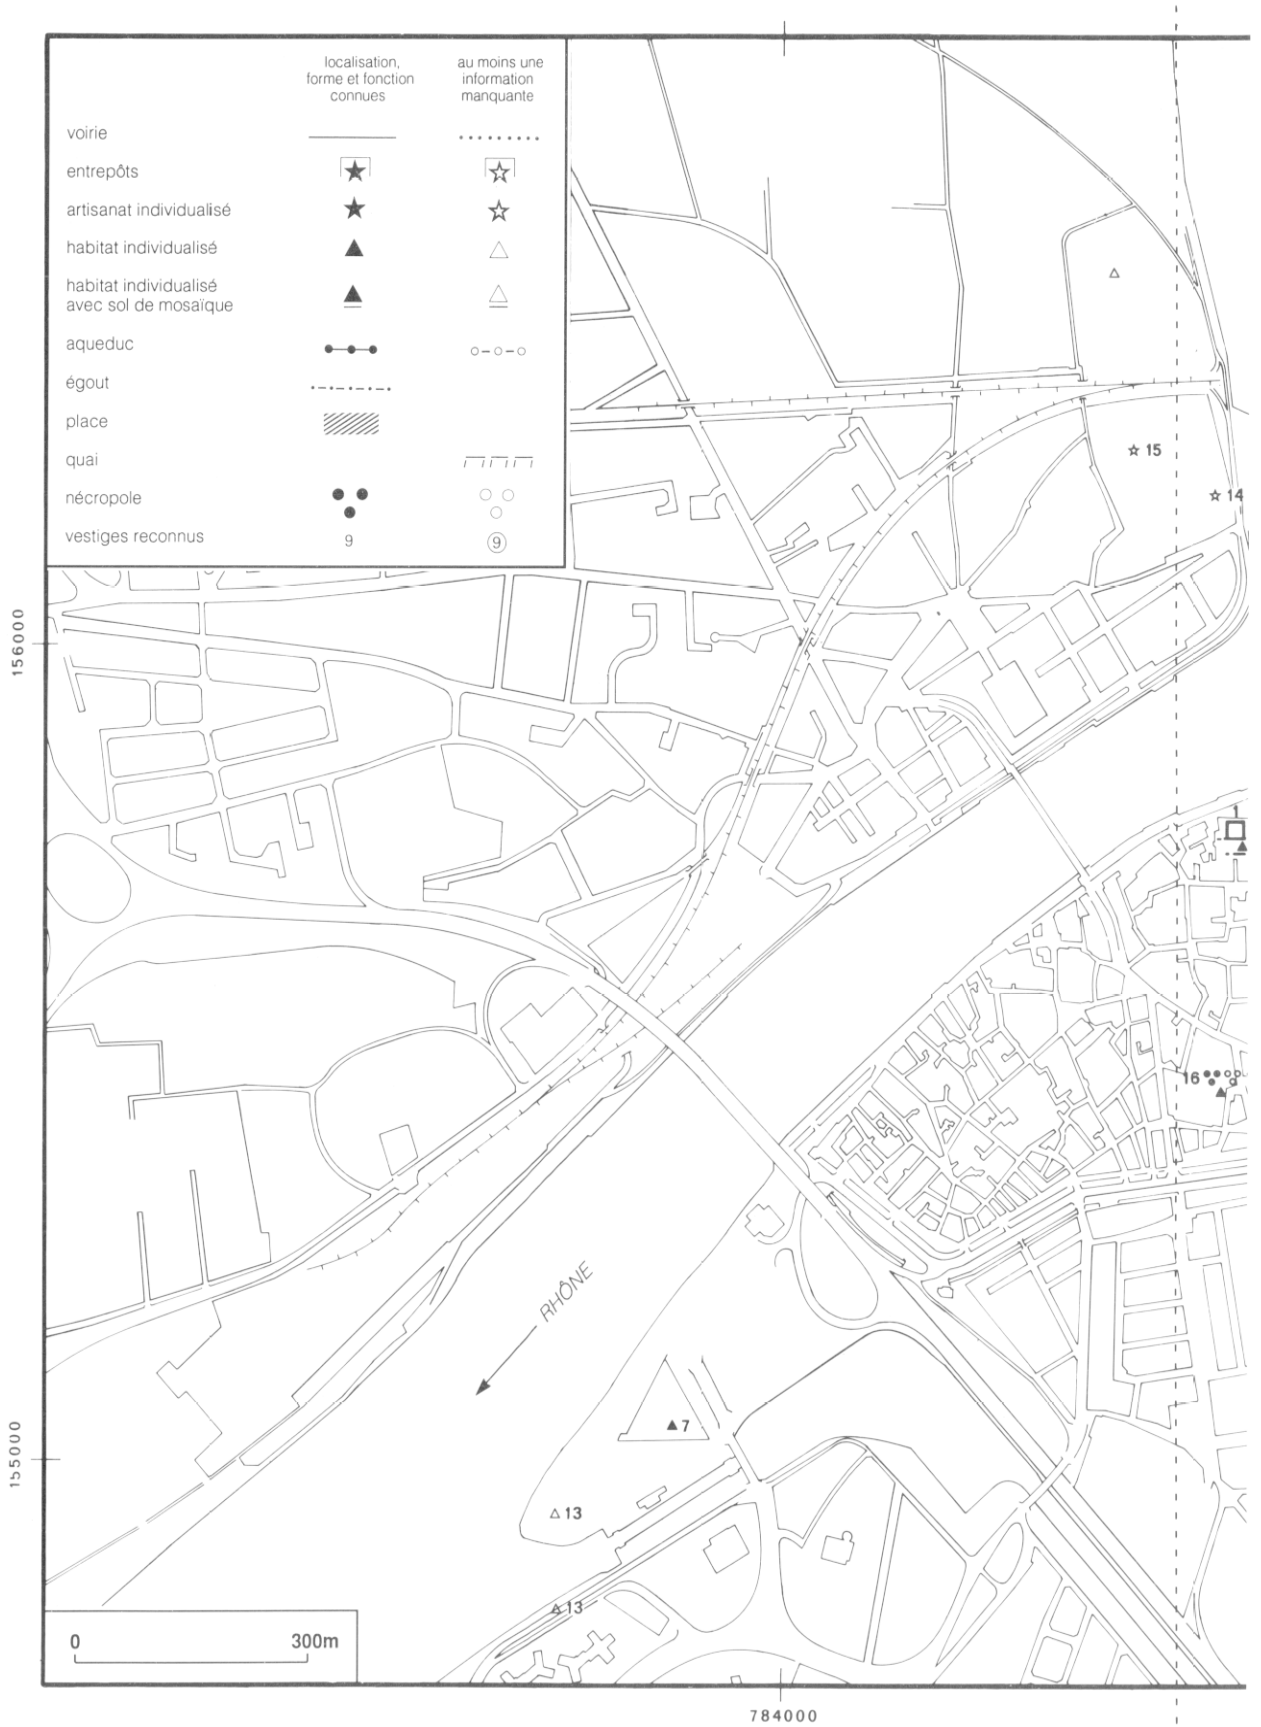 localisation,
forme et fonction
connues
au moins une
information
manquante
voirie
entrepôts
artisanat individualisé
habitat individualisé
habitat individualisé
avec sol de mosaïque
aqueduc
égout
place
quai
nécropole
vestiges reconnus
9
9
15
14
156000
1
16
RHÔNE
7
155000
13
13
0
300m
784000